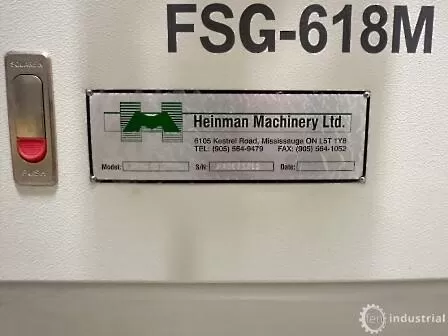 FSG-618M
Heinman Machinery Ltd.
6105 Kestrel Road, Mississauga ON L5T 1Y8
TEL: (905) 564-9479 FAX: (905) 564-1052
Model: S/N: Date:
PUSH
fen industrial